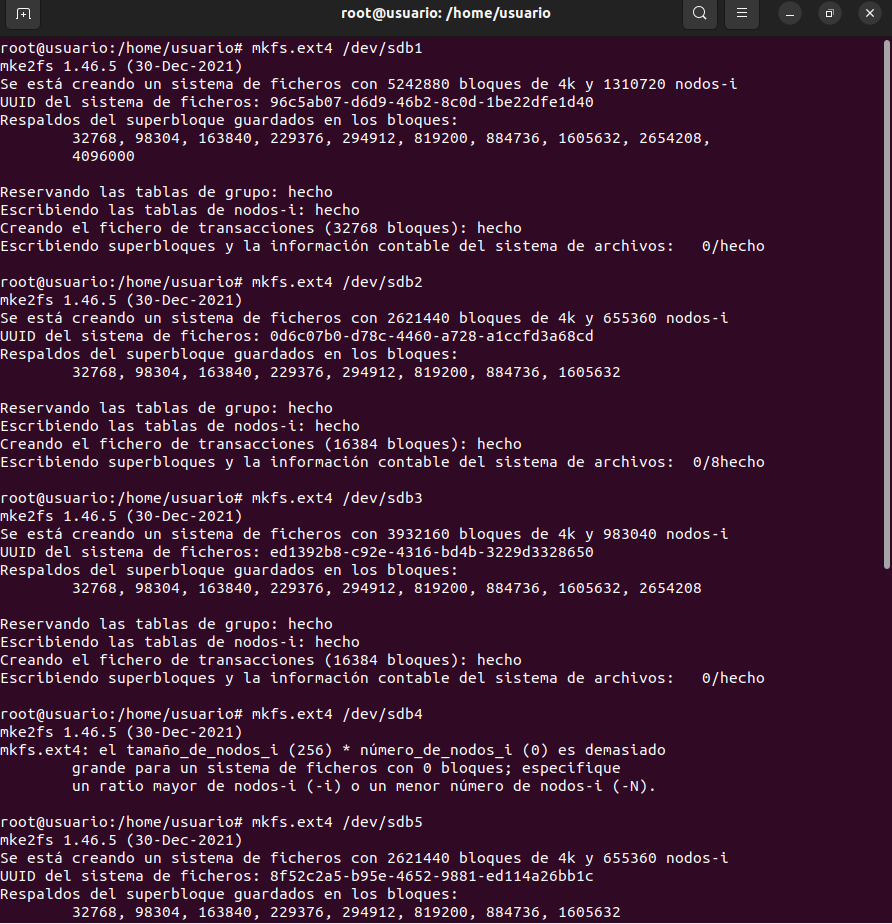 root@usuario: /home/usuario
root@usuario:/home/usuario# mkfs.ext4 /dev/sdb1
mke2fs 1.46.5 (30-Dec-2021)
Se está creando un sistema de ficheros con 5242880 bloques de 4k y 1310720 nodos-i
UUID del sistema de ficheros: 96c5ab07-d6d9-46b2-8c0d-1be22dfe1d40
Respaldos del superbloque guardados en los bloques:
32768, 98304, 163840, 229376, 294912, 819200, 884736, 1605632, 2654208,
4096000
Reservando las tablas de grupo: hecho
Escribiendo las tablas de nodos-i: hecho
Creando el fichero de transacciones (32768 bloques): hecho
Escribiendo superbloques y la información contable del sistema de archivos:   0/hecho
root@usuario:/home/usuario# mkfs.ext4 /dev/sdb2
mke2fs 1.46.5 (30-Dec-2021)
Se está creando un sistema de ficheros con 2621440 bloques de 4k y 655360 nodos-i
UUID del sistema de ficheros: 0d6c07b0-d78c-4460-a728-a1ccfd3a68cd
Respaldos del superbloque guardados en los bloques:
32768, 98304, 163840, 229376, 294912, 819200, 884736, 1605632
Reservando las tablas de grupo: hecho
Escribiendo las tablas de nodos-i: hecho
Creando el fichero de transacciones (16384 bloques): hecho
Escribiendo superbloques y la información contable del sistema de archivos:  0/8hecho
root@usuario:/home/usuario# mkfs.ext4 /dev/sdb3
mke2fs 1.46.5 (30-Dec-2021)
Se está creando un sistema de ficheros con 3932160 bloques de 4k y 983040 nodos-i
UUID del sistema de ficheros: ed1392b8-c92e-4316-bd4b-3229d3328650
Respaldos del superbloque guardados en los bloques:
32768, 98304, 163840, 229376, 294912, 819200, 884736, 1605632, 2654208
Reservando las tablas de grupo: hecho
Escribiendo las tablas de nodos-i: hecho
Creando el fichero de transacciones (16384 bloques): hecho
Escribiendo superbloques y la información contable del sistema de archivos:   0/hecho
root@usuario:/home/usuario# mkfs.ext4 /dev/sdb4
mke2fs 1.46.5 (30-Dec-2021)
mkfs.ext4: el tamaño_de_nodos_i (256) * número_de_nodos_i (0) es demasiado
grande para un sistema de ficheros con 0 bloques; especifique
un ratio mayor de nodos-i (-i) o un menor número de nodos-i (-N).
root@usuario:/home/usuario# mkfs.ext4 /dev/sdb5
mke2fs 1.46.5 (30-Dec-2021)
Se está creando un sistema de ficheros con 2621440 bloques de 4k y 655360 nodos-i
UUID del sistema de ficheros: 8f52c2a5-b95e-4652-9881-ed114a26bb1c
Respaldos del superbloque guardados en los bloques:
32768, 98304, 163840, 229376, 294912, 819200, 884736, 1605632